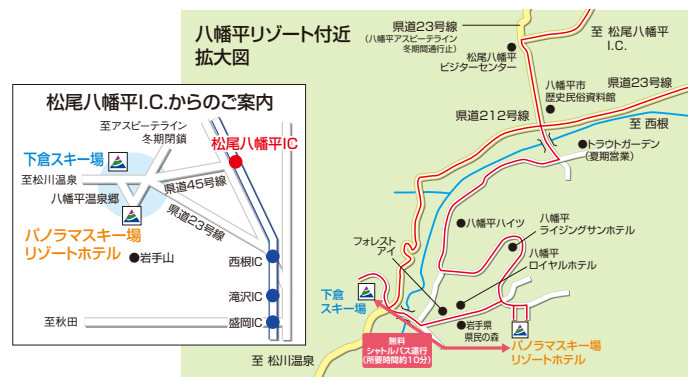 八幡平リゾート付近
拡大図
県道23号線
(八幡平アスピーテライン
冬期間通行止)
至 松尾八幡平
I.C.
松尾八幡平
ビジターセンター
八幡平市
歴史民俗資料館
県道23号線
県道212号線
至 西根
トラウトガーデン
(夏期営業)
八幡平ハイツ
八幡平
ライジングサンホテル
フォレスト
アイ
八幡平
ロイヤルホテル
下倉
スキー場
岩手県
県民の森
無料
シャトルバス運行
(所要時間約10分)
パノラマスキー場
リゾートホテル
至 松川温泉
松尾八幡平I.C.からのご案内
至アスピーテライン
冬期閉鎖
松尾八幡平IC
下倉スキー場
至松川温泉
県道45号線
八幡平温泉郷
県道23号線
パノラマスキー場
リゾートホテル
岩手山
西根IC
滝沢IC
至秋田
盛岡IC